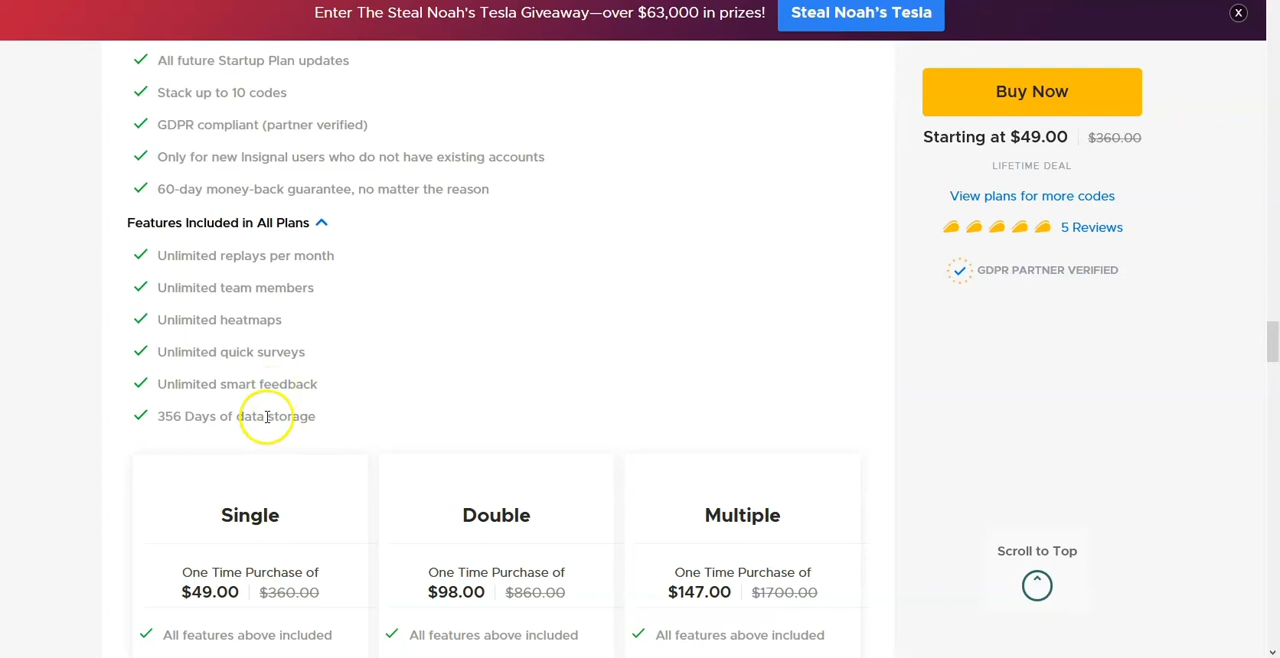 Enter The Steal Noah's Tesla Giveaway—over $63,000 in prizes!
Steal Noah's Tesla
X
All future Startup Plan updates
Stack up to 10 codes
GDPR compliant (partner verified)
Only for new Insignal users who do not have existing accounts
60-day money-back guarantee, no matter the reason
Features Included in All Plans
Unlimited replays per month
Unlimited team members
Unlimited heatmaps
Unlimited quick surveys
Unlimited smart feedback
356 Days of data storage
Single
One Time Purchase of
$49.00 $360.00
All features above included
Double
One Time Purchase of
$98.00 $860.00
All features above included
Multiple
One Time Purchase of
$147.00 $1700.00
All features above included
Buy Now
Starting at $49.00 $360.00
LIFETIME DEAL
View plans for more codes
5 Reviews
GDPR PARTNER VERIFIED
Scroll to Top